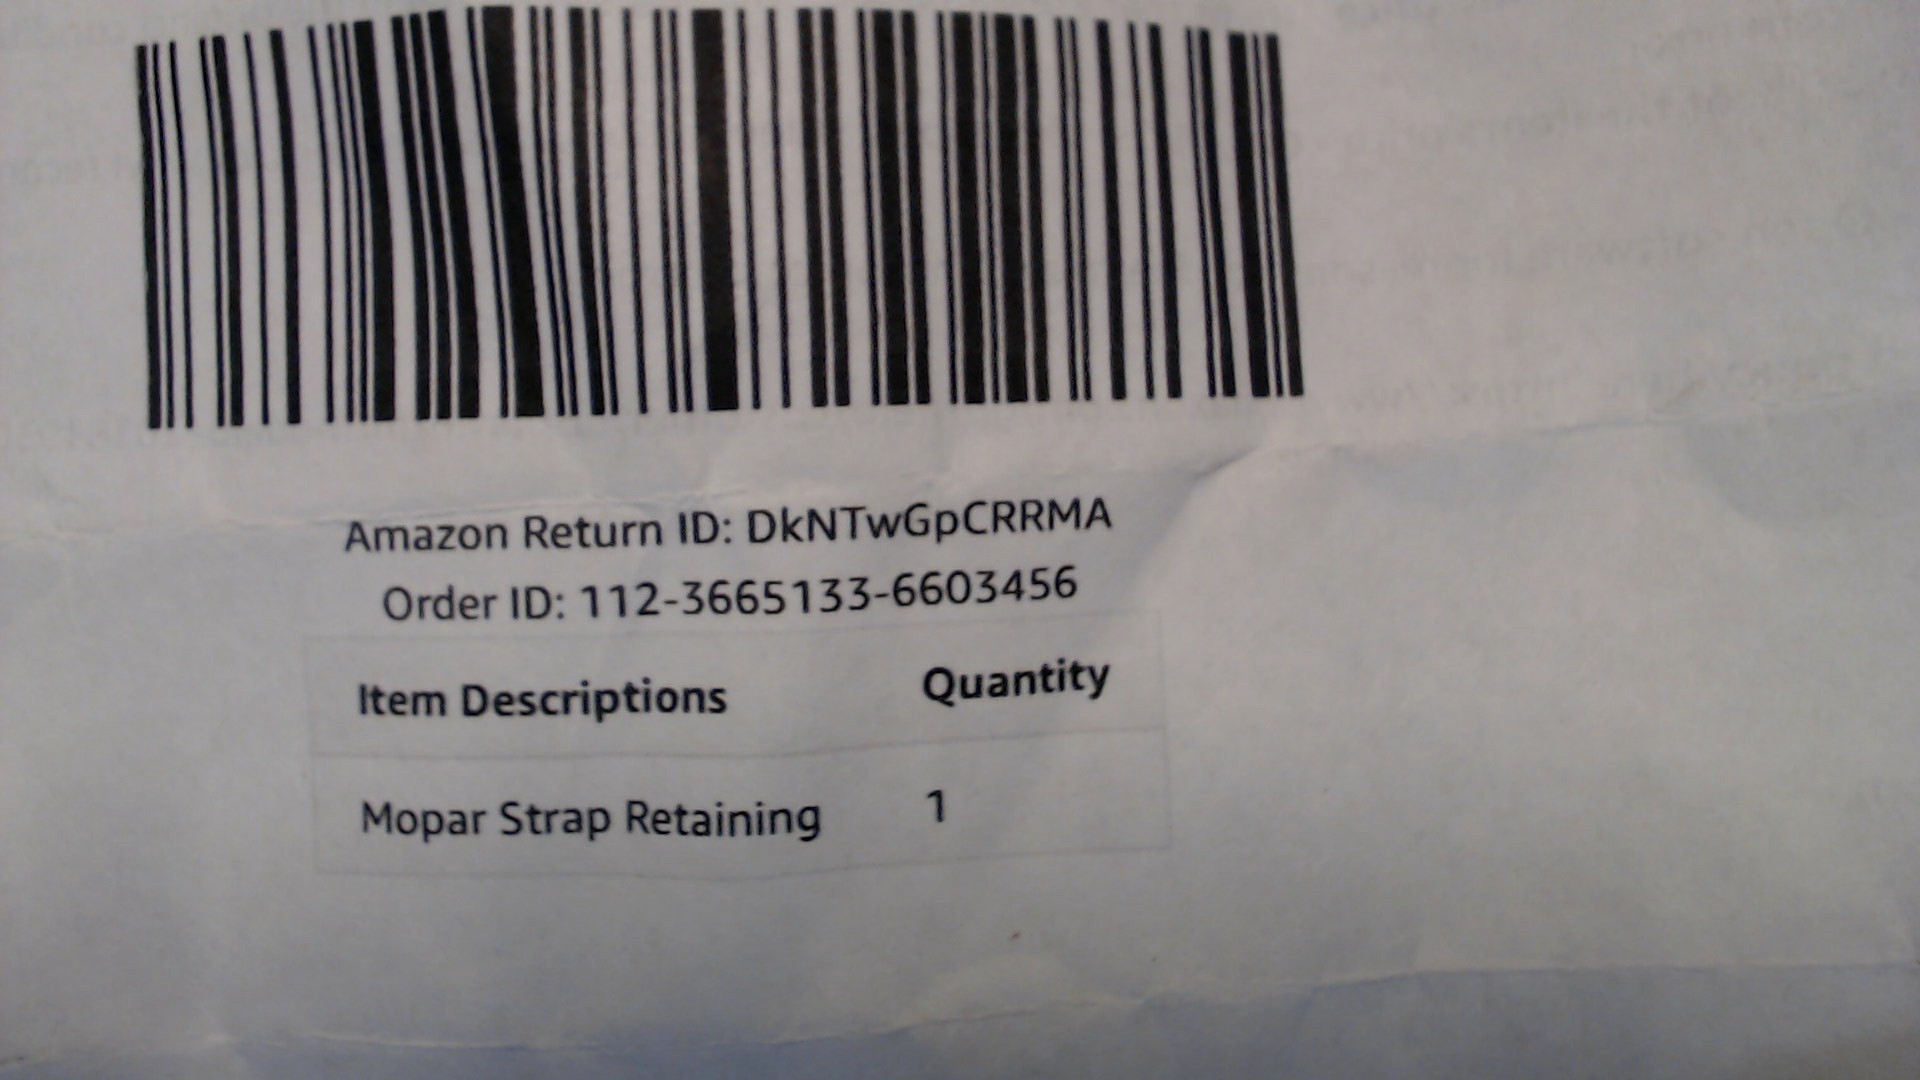 Amazon Return ID: DkNTwGpCRRMA
Order ID: 112-3665133-6603456
Item Descriptions Quantity
Mopar Strap Retaining 1